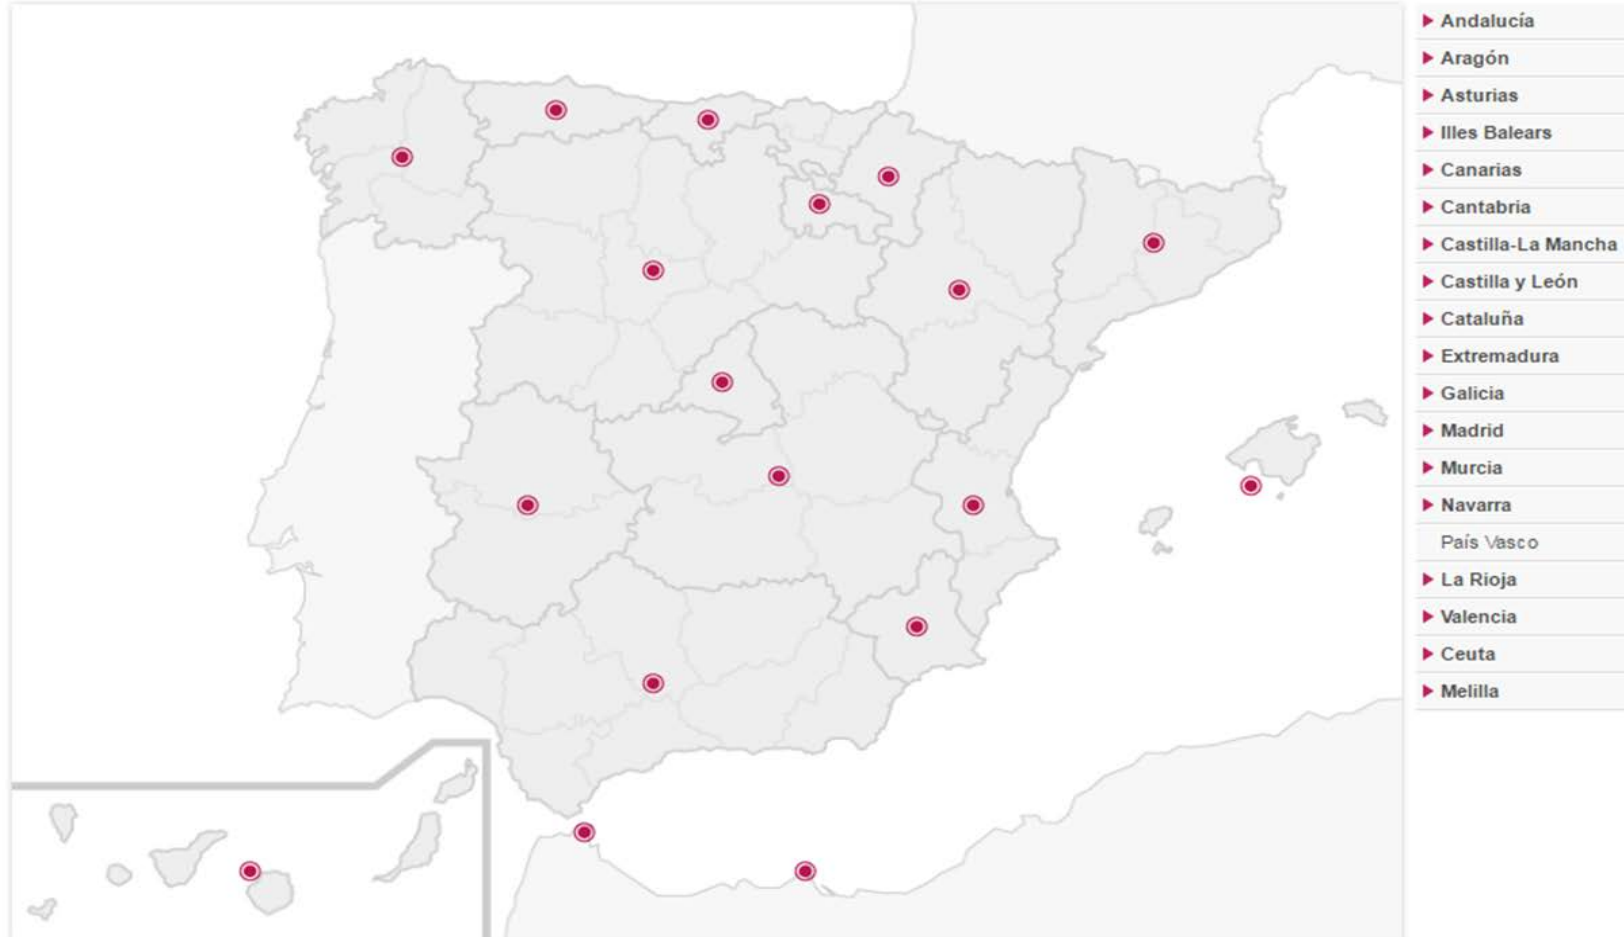 Andalucía
Aragón
Asturias
Illes Balears
Canarias
Cantabria
Castilla-La Mancha
Castilla y León
Cataluña
Extremadura
Galicia
Madrid
Murcia
Navarra
País Vasco
La Rioja
Valencia
Ceuta
Melilla